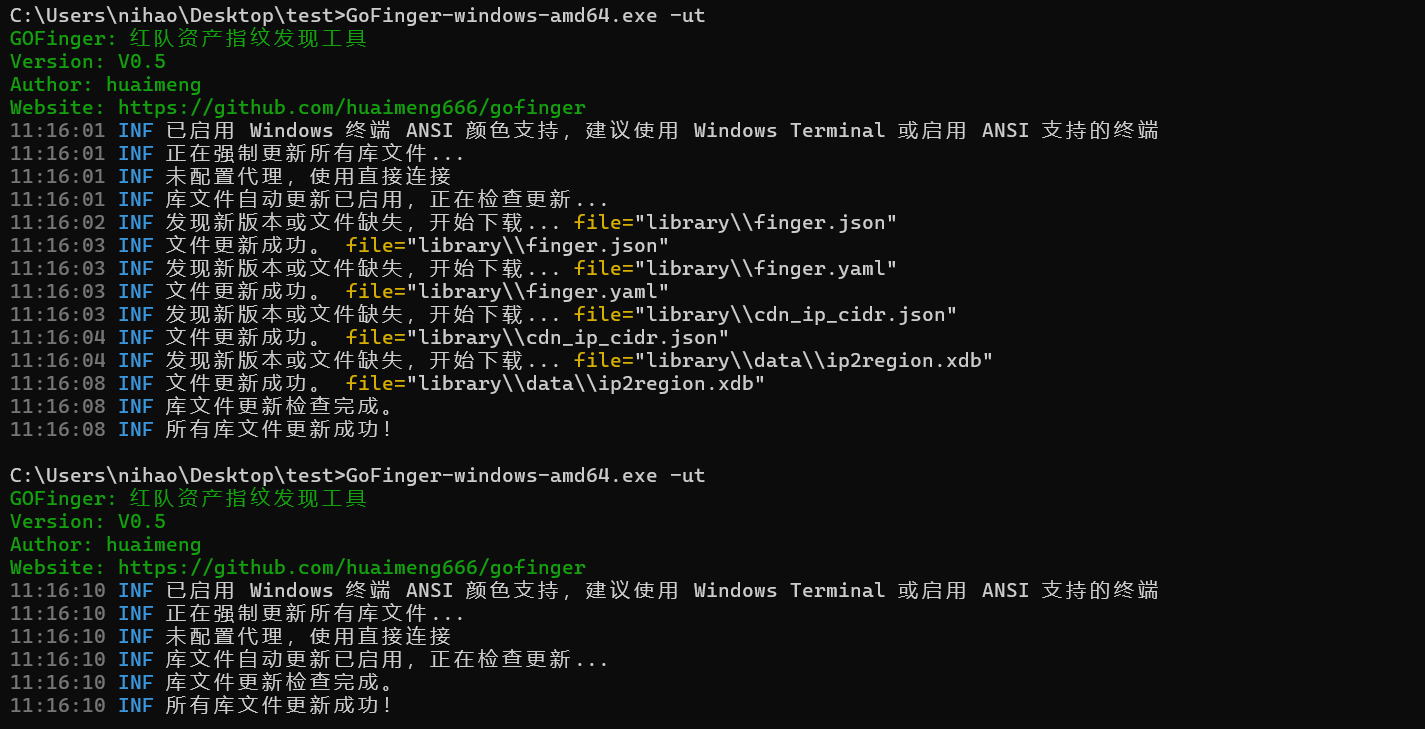 C:\Users\nihao\Desktop\test>GoFinger-windows-amd64.exe -ut
GOFinger: 红队资产指纹发现工具
Version: V0.5
Author: huaimeng
Website: https://github.com/huaimeng666/gofinger
11:16:01 INF 已启用 Windows 终端 ANSI 颜色支持，建议使用 Windows Terminal 或启用 ANSI 支持的终端
11:16:01 INF 正在强制更新所有库文件...
11:16:01 INF 未配置代理，使用直接连接
11:16:01 INF 库文件自动更新已启用，正在检查更新...
11:16:02 INF 发现新版本或文件缺失，开始下载... file="library\\finger.json"
11:16:03 INF 文件更新成功。 file="library\\finger.json"
11:16:03 INF 发现新版本或文件缺失，开始下载... file="library\\finger.yaml"
11:16:03 INF 文件更新成功。 file="library\\finger.yaml"
11:16:03 INF 发现新版本或文件缺失，开始下载... file="library\\cdn_ip_cidr.json"
11:16:04 INF 文件更新成功。 file="library\\cdn_ip_cidr.json"
11:16:04 INF 发现新版本或文件缺失，开始下载... file="library\\data\\ip2region.xdb"
11:16:08 INF 文件更新成功。 file="library\\data\\ip2region.xdb"
11:16:08 INF 库文件更新检查完成。
11:16:08 INF 所有库文件更新成功！
C:\Users\nihao\Desktop\test>GoFinger-windows-amd64.exe -ut
GOFinger: 红队资产指纹发现工具
Version: V0.5
Author: huaimeng
Website: https://github.com/huaimeng666/gofinger
11:16:10 INF 已启用 Windows 终端 ANSI 颜色支持，建议使用 Windows Terminal 或启用 ANSI 支持的终端
11:16:10 INF 正在强制更新所有库文件...
11:16:10 INF 未配置代理，使用直接连接
11:16:10 INF 库文件自动更新已启用，正在检查更新...
11:16:10 INF 库文件更新检查完成。
11:16:10 INF 所有库文件更新成功！